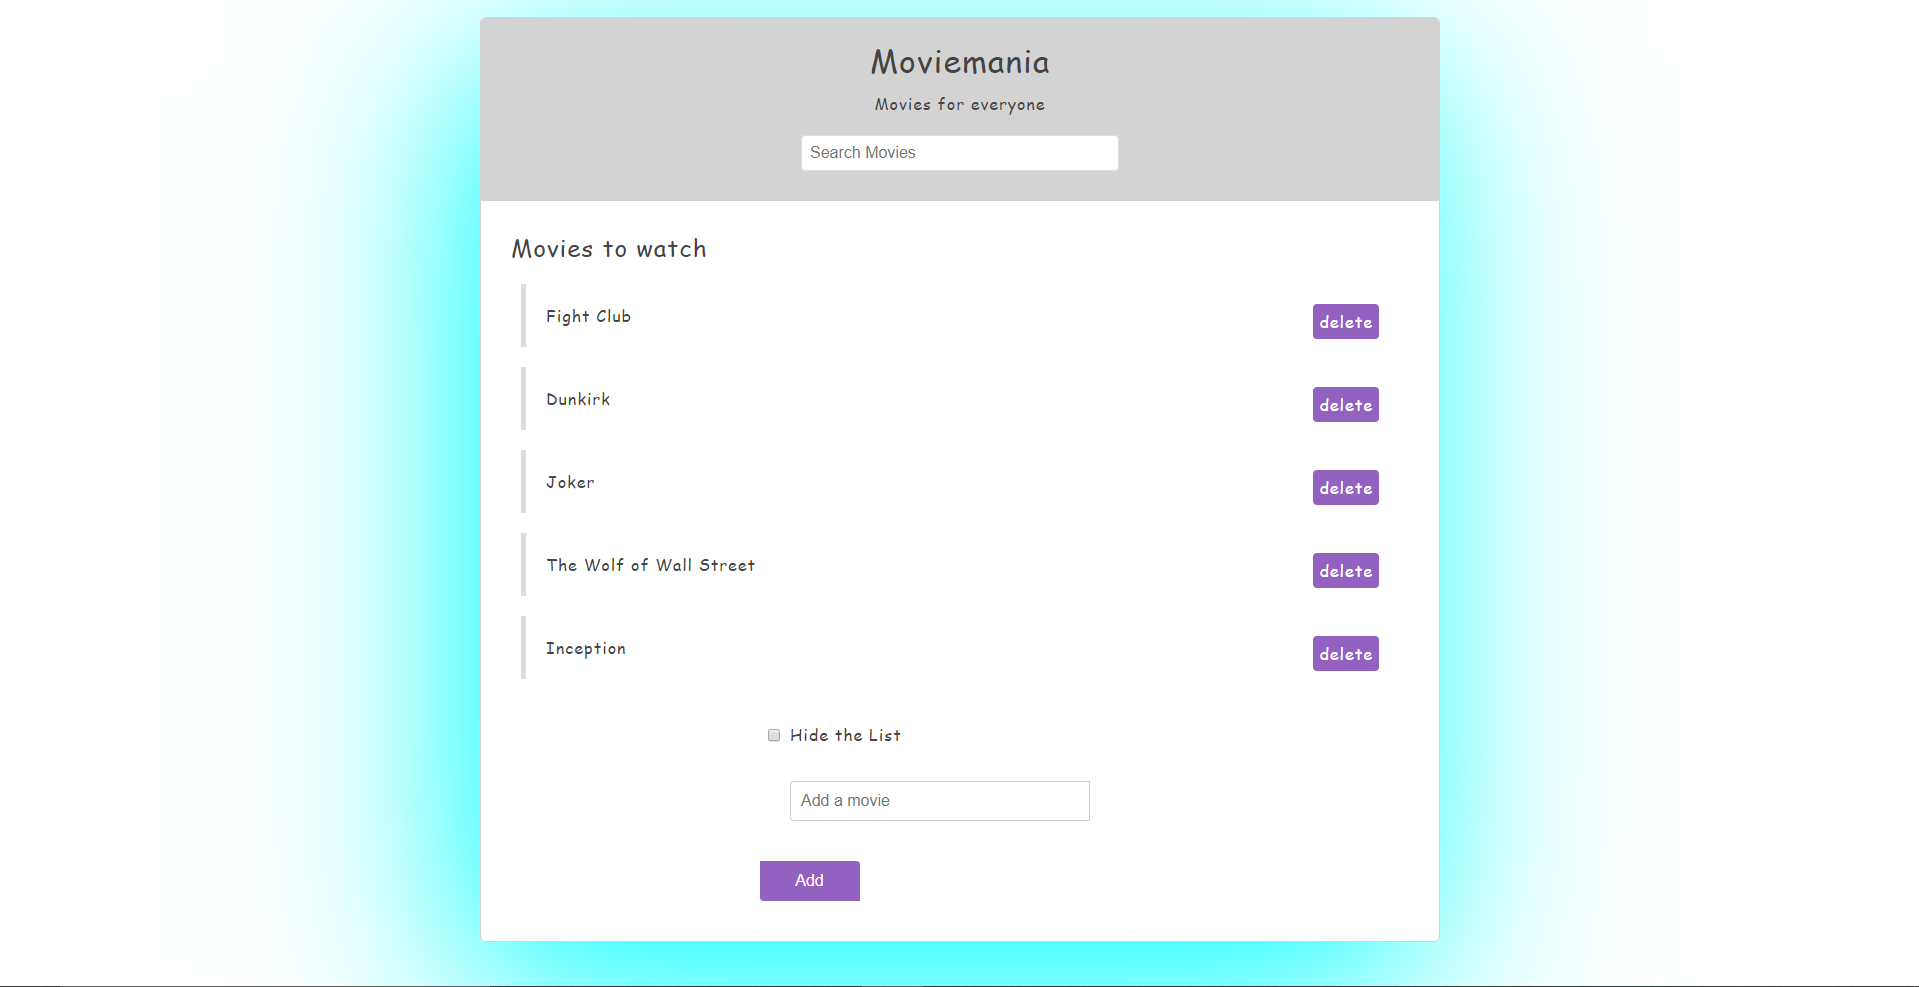 Moviemania
Movies for everyone
Search Movies
Movies to watch
Fight Club delete
Dunkirk delete
Joker delete
The Wolf of Wall Street delete
Inception delete
Hide the List
Add a movie
Add